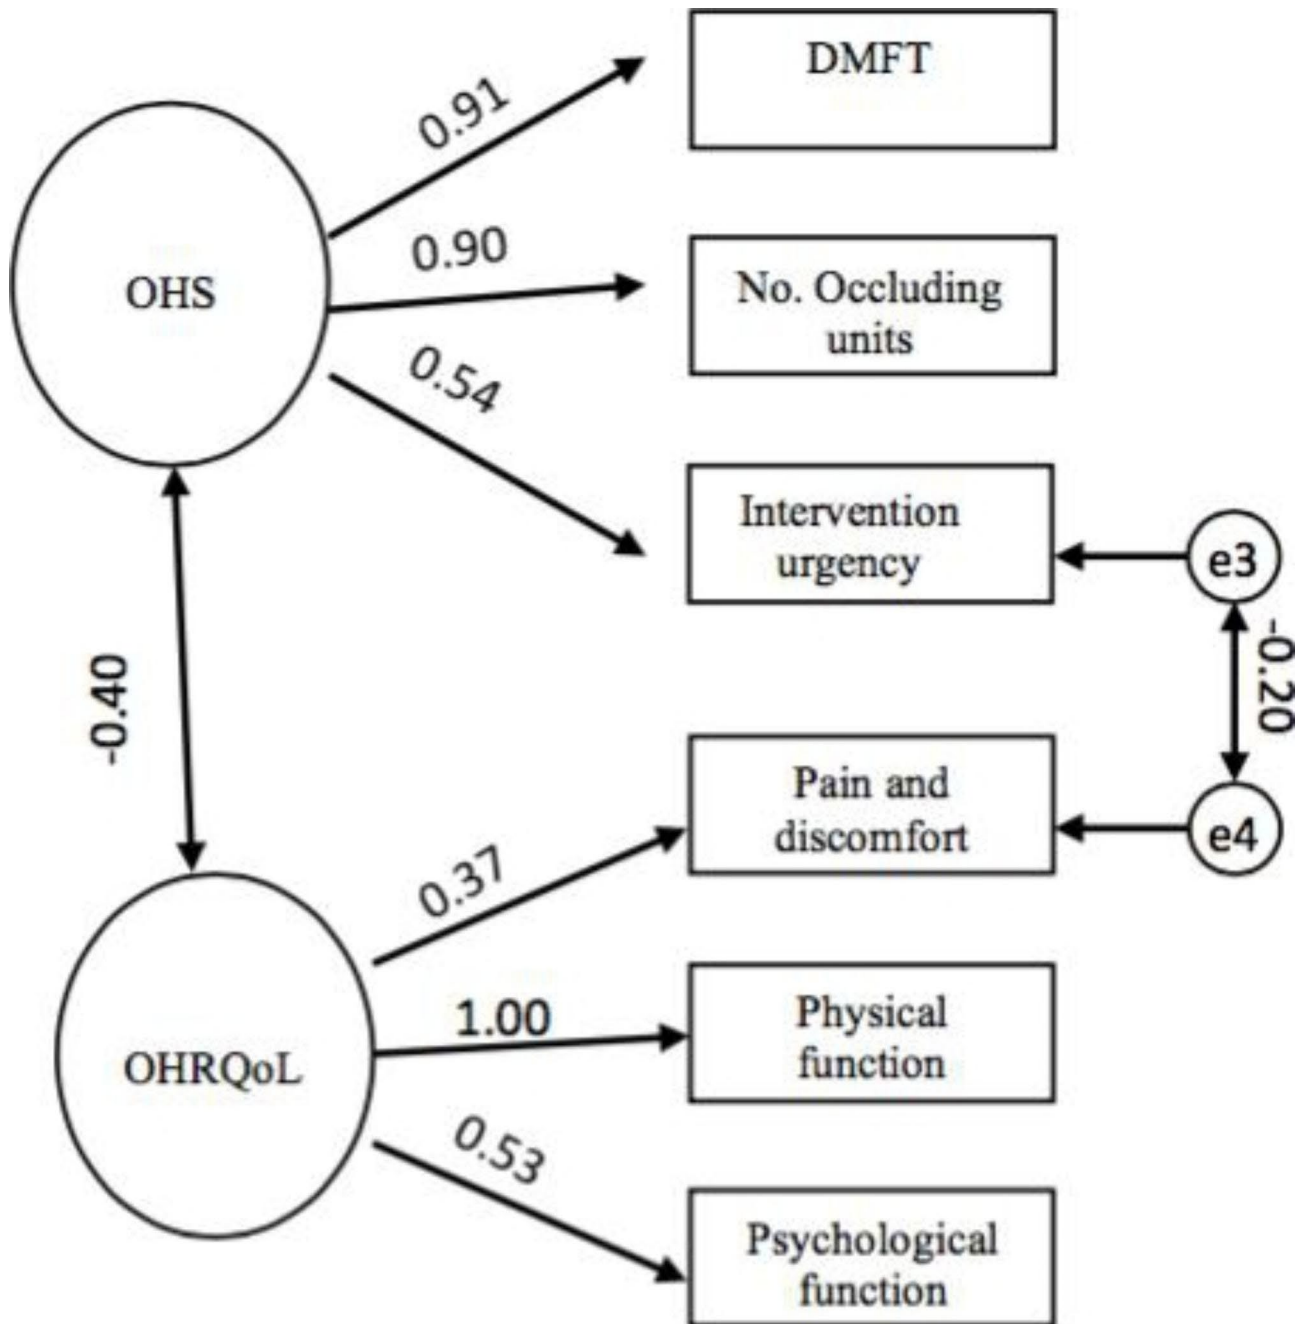 DMFT
0.91
OHS
0.90
No. Occluding
units
0.54
Intervention
urgency
e3
-0.40
-0.20
Pain and
discomfort
e4
0.37
OHRQoL
1.00
Physical
function
0.53
Psychological
function